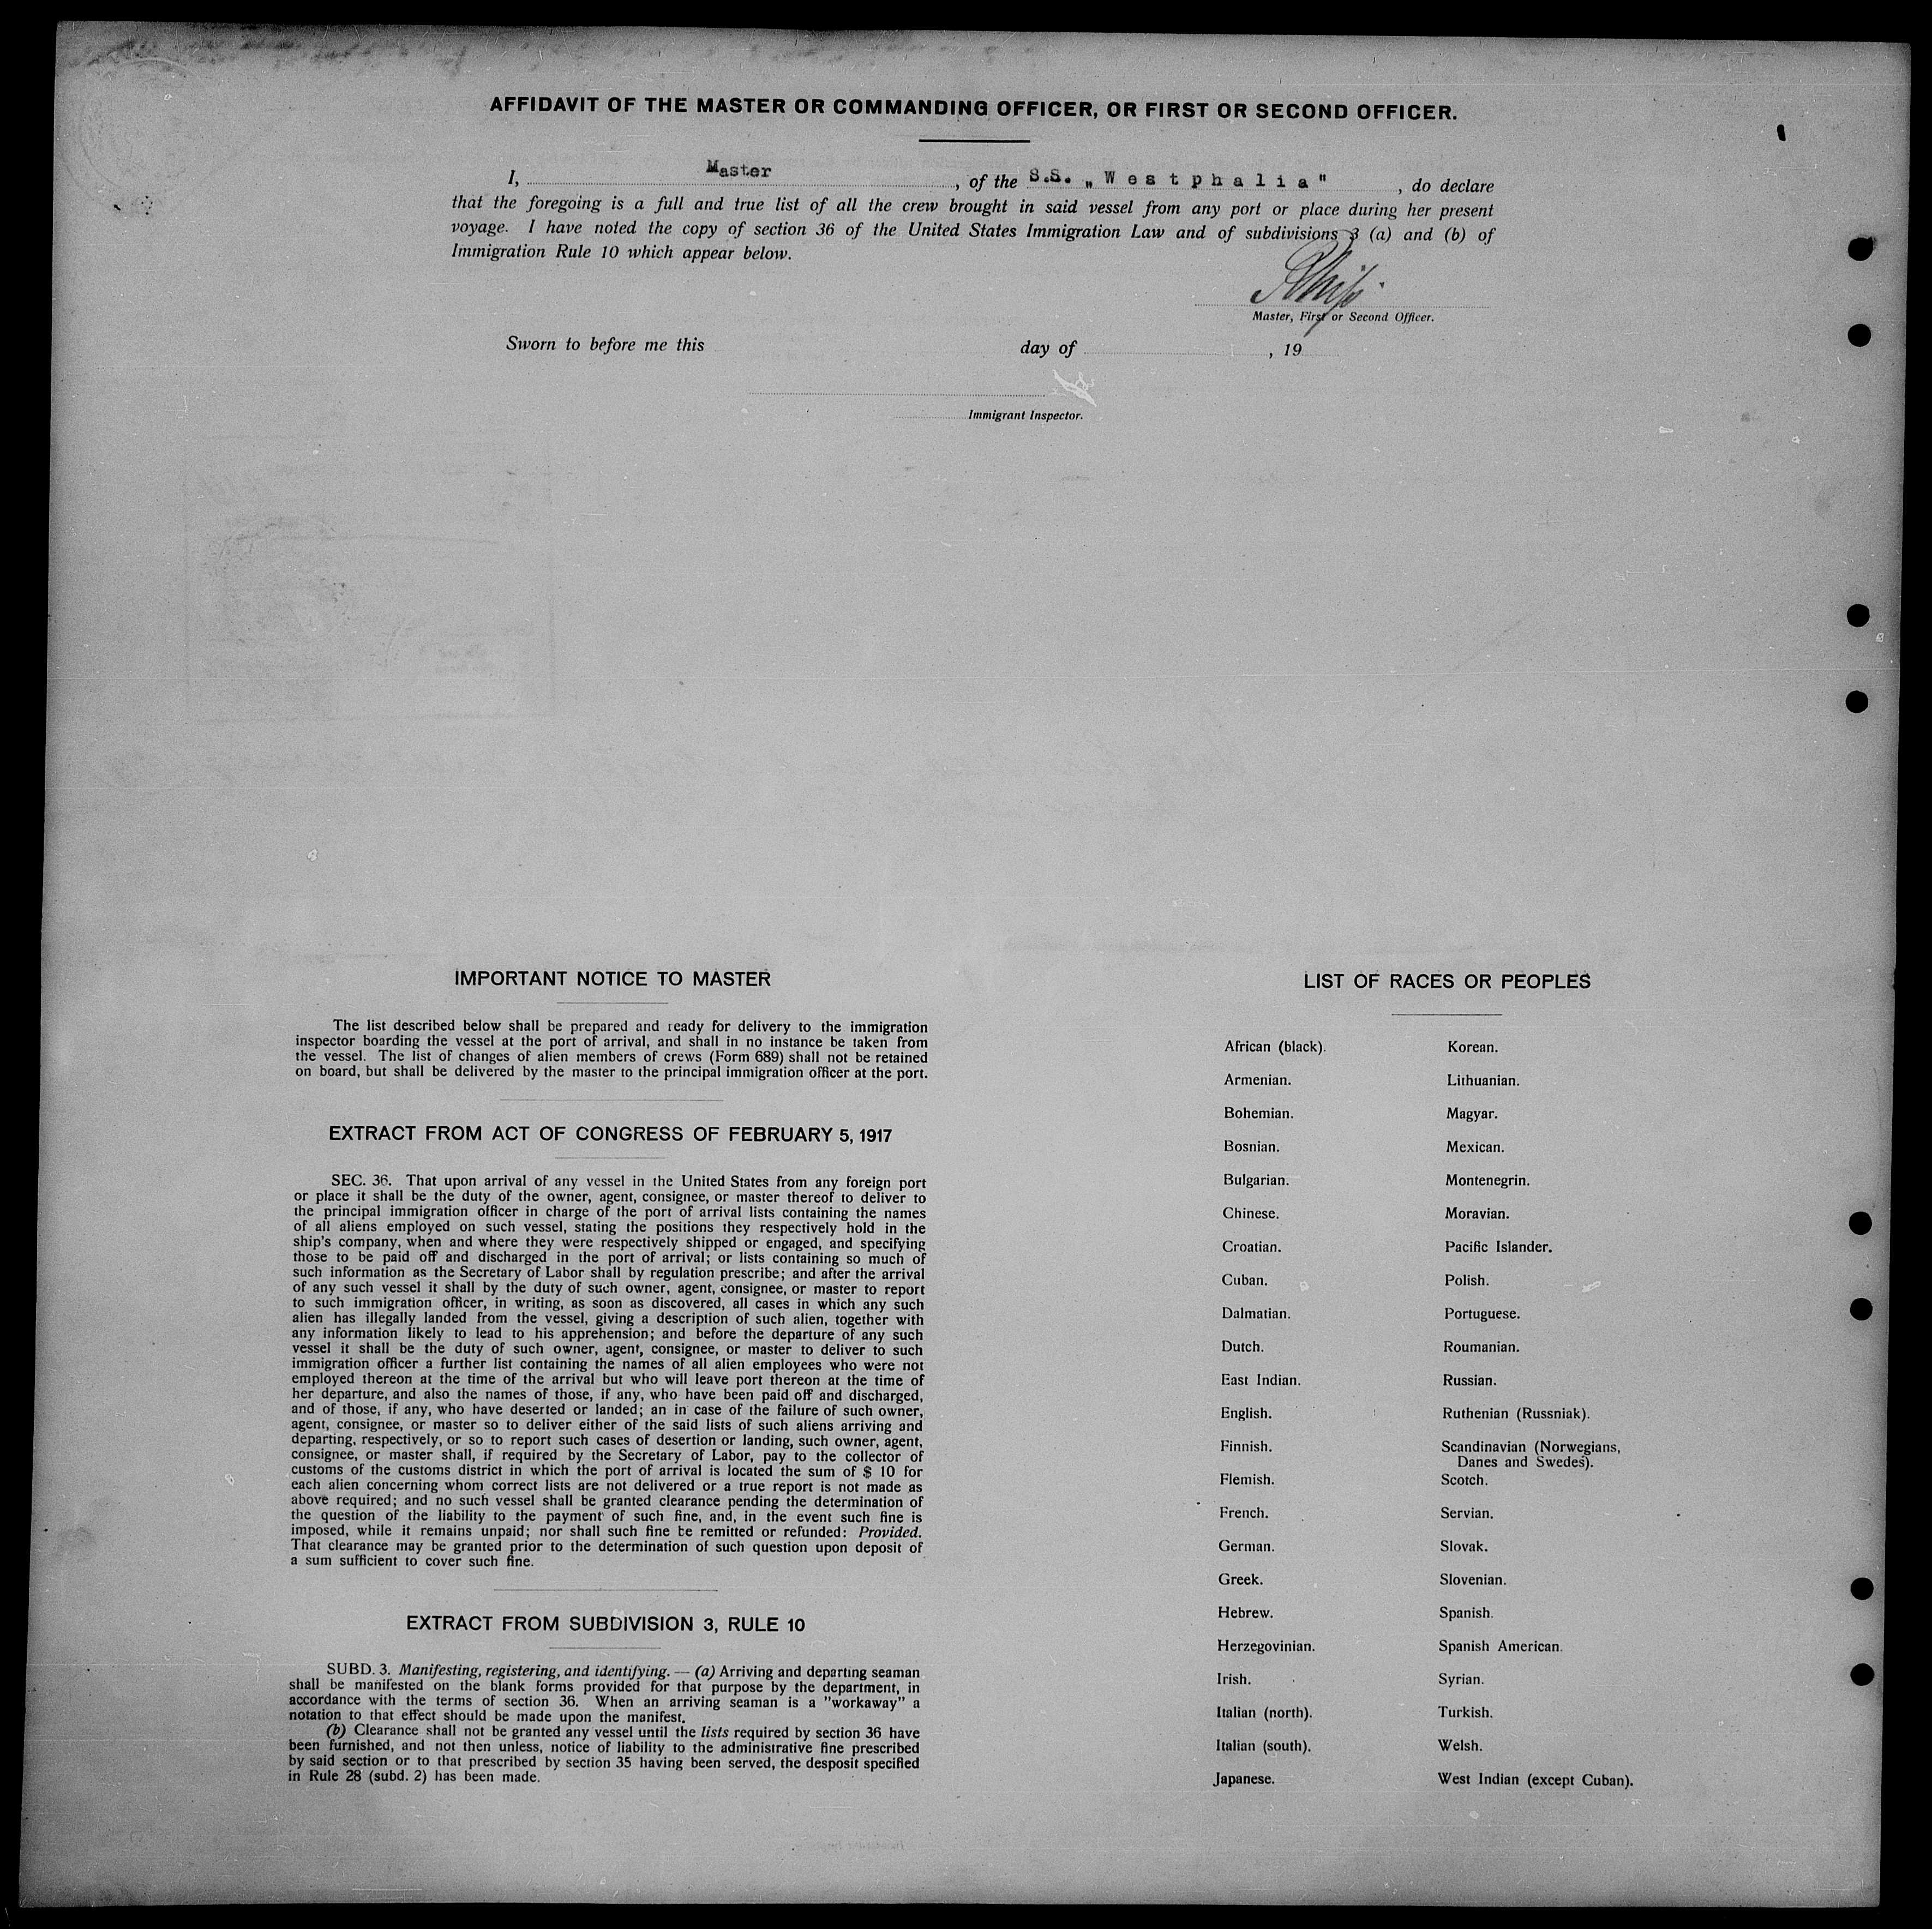 AFFIDAVIT OF THE MASTER OR COMMANDING OFFICER, OR FIRST OR SECOND OFFICER.
I, Master, of the S.S. „Westphalia", do declare
that the foregoing is a full and true list of all the crew brought in said vessel from any port or place during her present
voyage. I have noted the copy of section 36 of the United States Immigration Law and of subdivisions 3 (a) and (b) of
Immigration Rule 10 which appear below.
Master, First or Second Officer.
Sworn to before me this day of , 19
Immigrant Inspector.
IMPORTANT NOTICE TO MASTER
The list described below shall be prepared and ready for delivery to the immigration
inspector boarding the vessel at the port of arrival, and shall in no instance be taken from
the vessel. The list of changes of alien members of crews (Form 689) shall not be retained
on board, but shall be delivered by the master to the principal immigration officer at the port.
EXTRACT FROM ACT OF CONGRESS OF FEBRUARY 5, 1917
SEC. 36. That upon arrival of any vessel in the United States from any foreign port
or place it shall be the duty of the owner, agent, consignee, or master thereof to deliver to
the principal immigration officer in charge of the port of arrival lists containing the names
of all aliens employed on such vessel, stating the positions they respectively hold in the
ship's company, when and where they were respectively shipped or engaged, and specifying
those to be paid off and discharged in the port of arrival; or lists containing so much of
such information as the Secretary of Labor shall by regulation prescribe; and after the arrival
of any such vessel it shall by the duty of such owner, agent, consignee, or master to report
to such immigration officer, in writing, as soon as discovered, all cases in which any such
alien has illegally landed from the vessel, giving a description of such alien, together with
any information likely to lead to his apprehension; and before the departure of any such
vessel it shall be the duty of such owner, agent, consignee, or master to deliver to such
immigration officer a further list containing the names of all alien employees who were not
employed thereon at the time of the arrival but who will leave port thereon at the time of
her departure, and also the names of those, if any, who have been paid off and discharged,
and of those, if any, who have deserted or landed; an in case of the failure of such owner,
agent, consignee, or master so to deliver either of the said lists of such aliens arriving and
departing, respectively, or so to report such cases of desertion or landing, such owner, agent,
consignee, or master shall, if required by the Secretary of Labor, pay to the collector of
customs of the customs district in which the port of arrival is located the sum of $ 10 for
each alien concerning whom correct lists are not delivered or a true report is not made as
above required; and no such vessel shall be granted clearance pending the determination of
the question of the liability to the payment of such fine, and, in the event such fine is
imposed, while it remains unpaid; nor shall such fine be remitted or refunded: Provided.
That clearance may be granted prior to the determination of such question upon deposit of
a sum sufficient to cover such fine.
EXTRACT FROM SUBDIVISION 3, RULE 10
SUBD. 3. Manifesting, registering, and identifying. — (a) Arriving and departing seaman
shall be manifested on the blank forms provided for that purpose by the department, in
accordance with the terms of section 36. When an arriving seaman is a "workaway" a
notation to that effect should be made upon the manifest.
(b) Clearance shall not be granted any vessel until the lists required by section 36 have
been furnished, and not then unless, notice of liability to the administrative fine prescribed
by said section or to that prescribed by section 35 having been served, the desposit specified
in Rule 28 (subd. 2) has been made.
LIST OF RACES OR PEOPLES
African (black).
Armenian.
Bohemian.
Bosnian.
Bulgarian.
Chinese.
Croatian.
Cuban.
Dalmatian.
Dutch.
East Indian.
English.
Finnish.
Flemish.
French.
German.
Greek.
Hebrew.
Herzegovinian.
Irish.
Italian (north).
Italian (south).
Japanese.
Korean.
Lithuanian.
Magyar.
Mexican.
Montenegrin.
Moravian.
Pacific Islander.
Polish.
Portuguese.
Roumanian.
Russian.
Ruthenian (Russniak).
Scandinavian (Norwegians,
Danes and Swedes).
Scotch.
Servian.
Slovak.
Slovenian.
Spanish.
Spanish American.
Syrian.
Turkish.
Welsh.
West Indian (except Cuban).